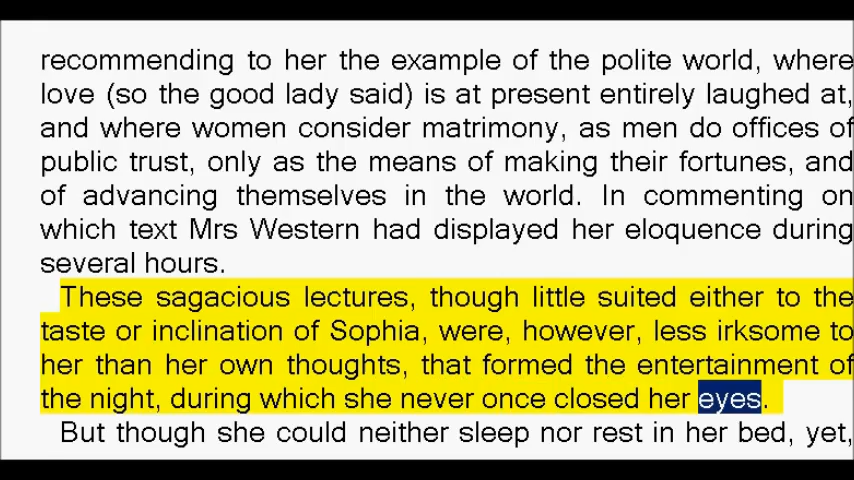 recommending to her the example of the polite world, where
love (so the good lady said) is at present entirely laughed at,
and where women consider matrimony, as men do offices of
public trust, only as the means of making their fortunes, and
of advancing themselves in the world. In commenting on
which text Mrs Western had displayed her eloquence during
several hours.
These sagacious lectures, though little suited either to the
taste or inclination of Sophia, were, however, less irksome to
her than her own thoughts, that formed the entertainment of
the night, during which she never once closed her eyes.
But though she could neither sleep nor rest in her bed, yet,